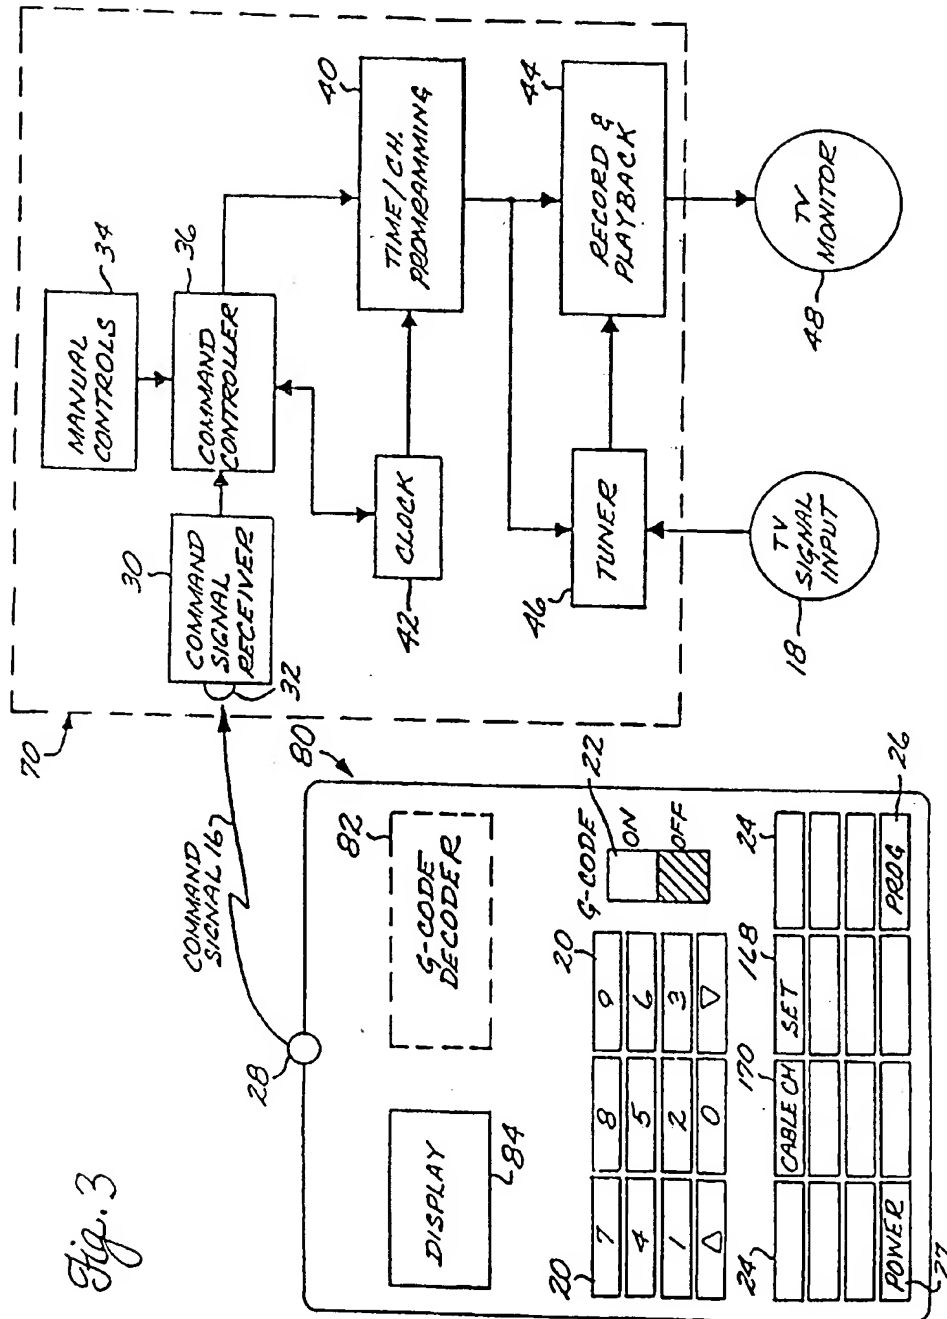 Fig. 3
70
MANUAL
CONTROLS
34
30
COMMAND
SIGNAL
RECEIVER
32
COMMAND
CONTROLLER
36
CLOCK
42
TIME/CH.
PROMRAMMING
40
TUNER
46
RECORD &
PLAYBACK
44
TV
SIGNAL
INPUT
18
TV
MONITOR
48
COMMAND
SIGNAL 16
28
80
DISPLAY
84
G-CODE
DECODER
82
20
20
7 8 9
4 5 6
1 2 3
△ 0 ▽
G-CODE
ON
OFF
22
24
170
168
24
CABLE CH
SET
POWER
PROG
26
27